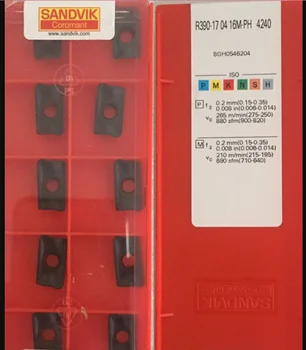 SANDVIK
Coromant
www.sandvik.com
R390-17 04 16M-PH 4240
SGH0546204
ISO
P M K N S H
P fz 0.2 mm(0.15-0.35)
0.008 in(0.006-0.014)
vc 265 m/min(275-250)
880 sfm(900-820)
M fz 0.2 mm(0.15-0.35)
0.008 in(0.006-0.014)
vc 210 m/min(215-195)
690 sfm(710-640)
SANDVIK